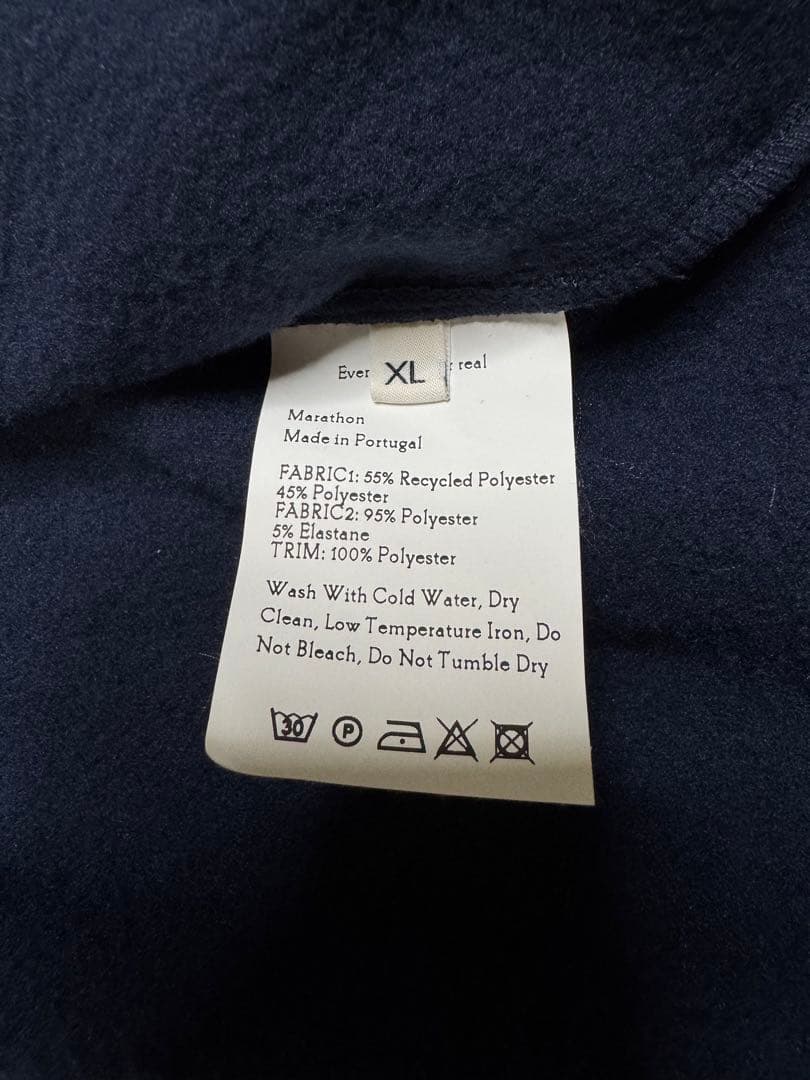 Ever
XL
real
Marathon
Made in Portugal
FABRIC1: 55% Recycled Polyester
45% Polyester
FABRIC2: 95% Polyester
5% Elastane
TRIM: 100% Polyester
Wash With Cold Water, Dry
Clean, Low Temperature Iron, Do
Not Bleach, Do Not Tumble Dry
30 P